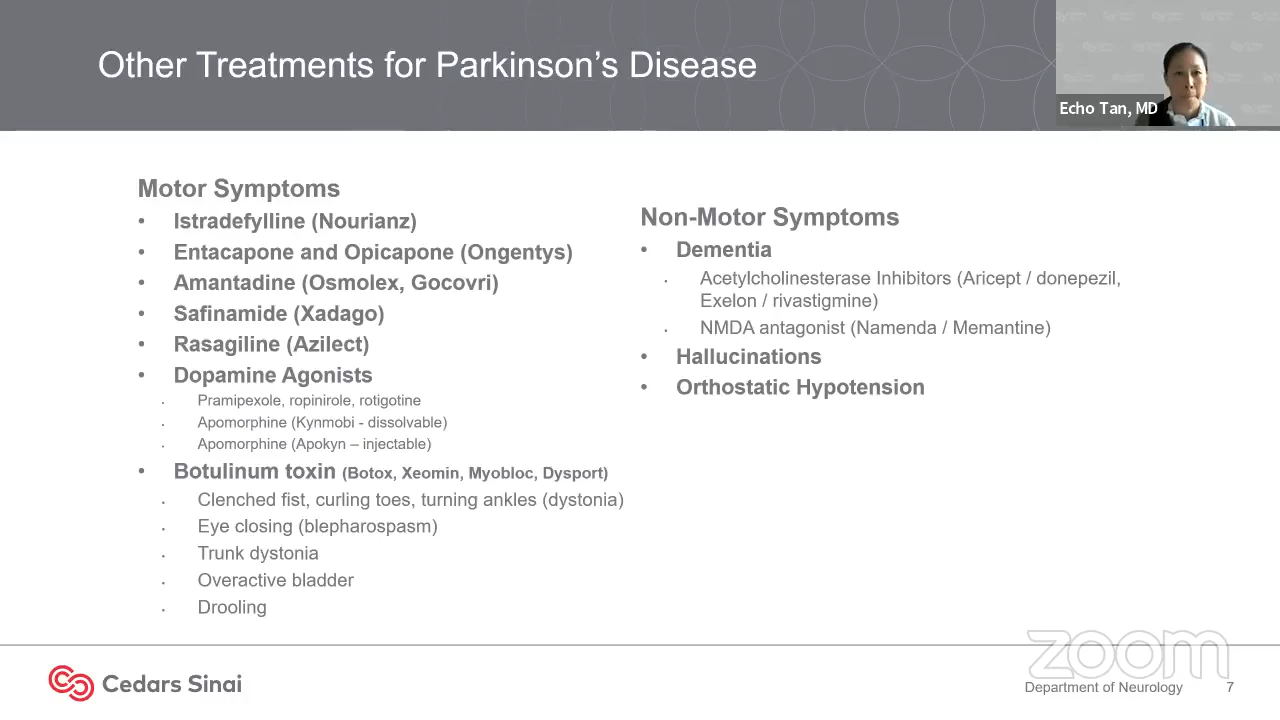 Other Treatments for Parkinson's Disease
Echo Tan, MD
Motor Symptoms
• Istradefylline (Nourianz)
• Entacapone and Opicapone (Ongentys)
• Amantadine (Osmolex, Gocovri)
• Safinamide (Xadago)
• Rasagiline (Azilect)
• Dopamine Agonists
• Pramipexole, ropinirole, rotigotine
• Apomorphine (Kynmobi - dissolvable)
• Apomorphine (Apokyn – injectable)
• Botulinum toxin (Botox, Xeomin, Myobloc, Dysport)
• Clenched fist, curling toes, turning ankles (dystonia)
• Eye closing (blepharospasm)
• Trunk dystonia
• Overactive bladder
• Drooling
Non-Motor Symptoms
• Dementia
• Acetylcholinesterase Inhibitors (Aricept / donepezil,
Exelon / rivastigmine)
• NMDA antagonist (Namenda / Memantine)
• Hallucinations
• Orthostatic Hypotension
Cedars Sinai
zoom
Department of Neurology 7